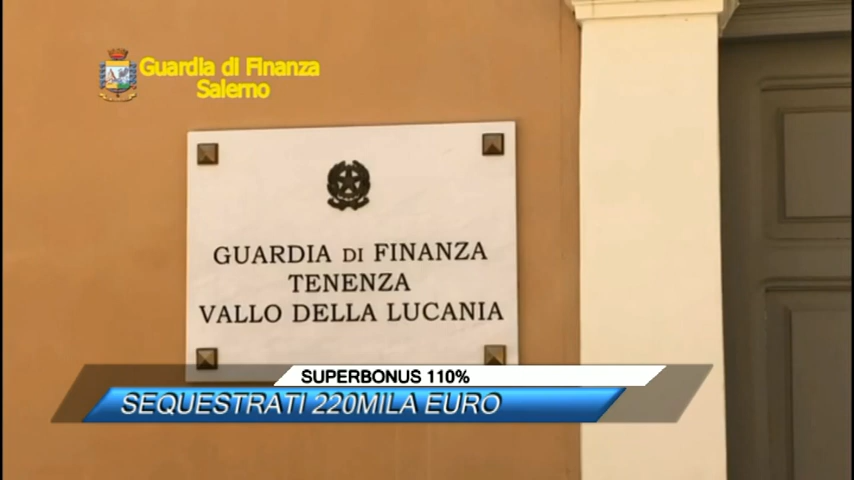 Guardia di Finanza
Salerno
GUARDIA DI FINANZA
TENENZA
VALLO DELLA LUCANIA
SUPERBONUS 110%
SEQUESTRATI 220MILA EURO